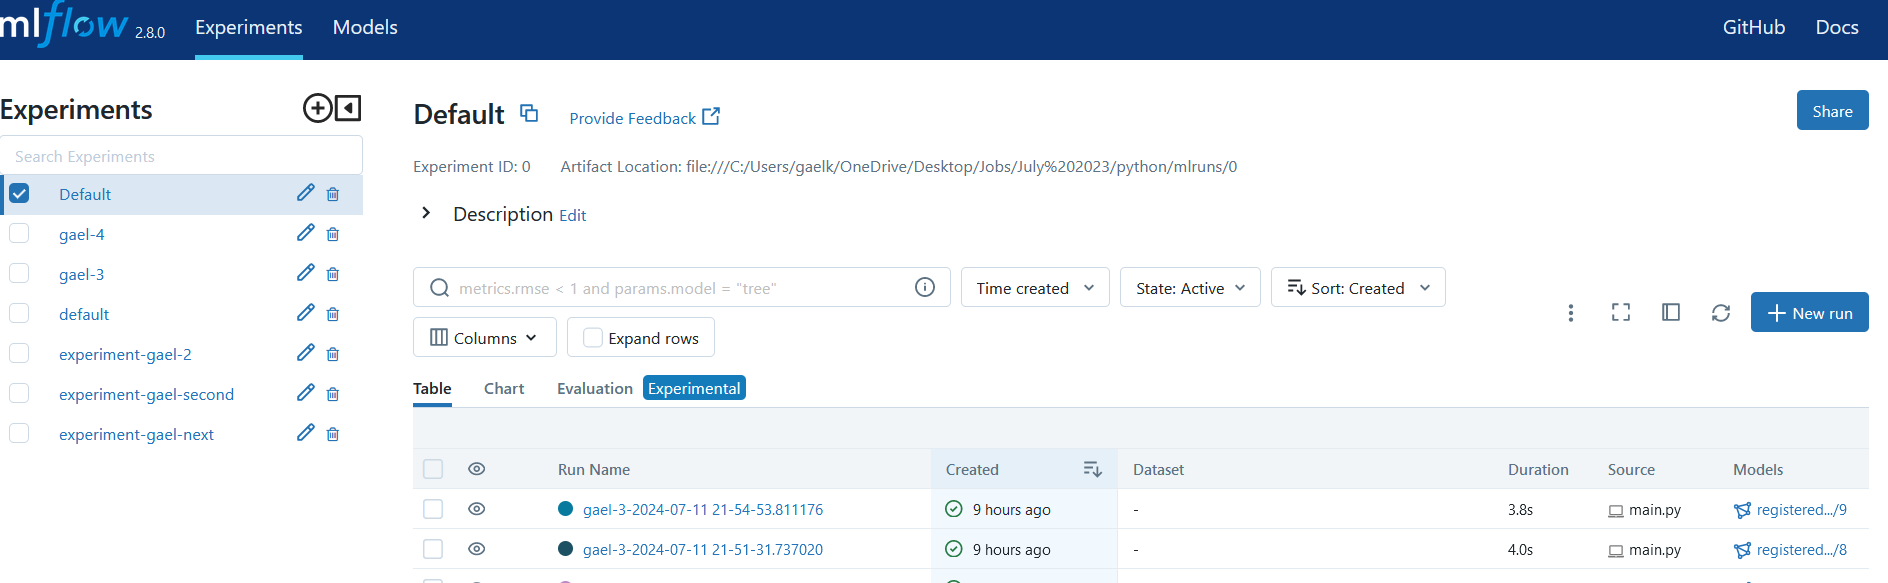 mlflow 2.8.0 Experiments Models GitHub Docs
Experiments
Search Experiments
Default
gael-4
gael-3
default
experiment-gael-2
experiment-gael-second
experiment-gael-next
Default Provide Feedback Share
Experiment ID: 0 Artifact Location: file:///C:/Users/gaelk/OneDrive/Desktop/Jobs/July%202023/python/mlruns/0
Description Edit
metrics.rmse < 1 and params.model = "tree" Time created State: Active Sort: Created
Columns Expand rows
New run
Table Chart Evaluation Experimental
Run Name Created Dataset Duration Source Models
gael-3-2024-07-11 21-54-53.811176 9 hours ago - 3.8s main.py registered.../9
gael-3-2024-07-11 21-51-31.737020 9 hours ago - 4.0s main.py registered.../8